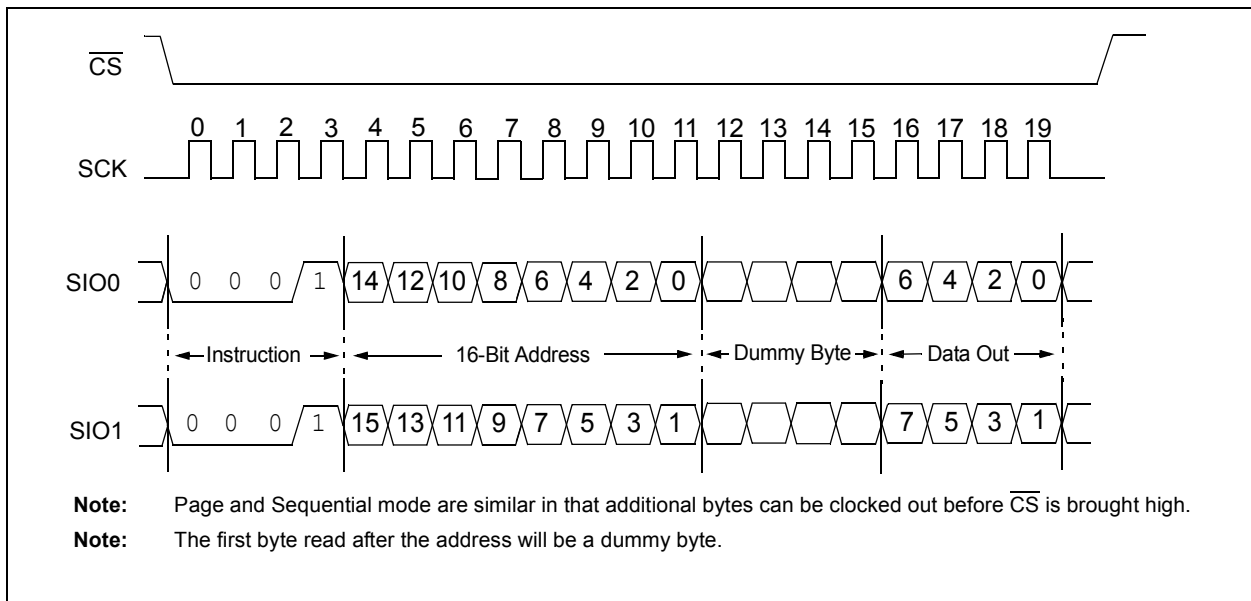 CS
0 1 2 3 4 5 6 7 8 9 10 11 12 13 14 15 16 17 18 19
SCK
SIO0 0 0 0 1 14 12 10 8 6 4 2 0 6 4 2 0
Instruction 16-Bit Address Dummy Byte Data Out
SIO1 0 0 0 1 15 13 11 9 7 5 3 1 7 5 3 1
Note: Page and Sequential mode are similar in that additional bytes can be clocked out before CS is brought high.
Note: The first byte read after the address will be a dummy byte.